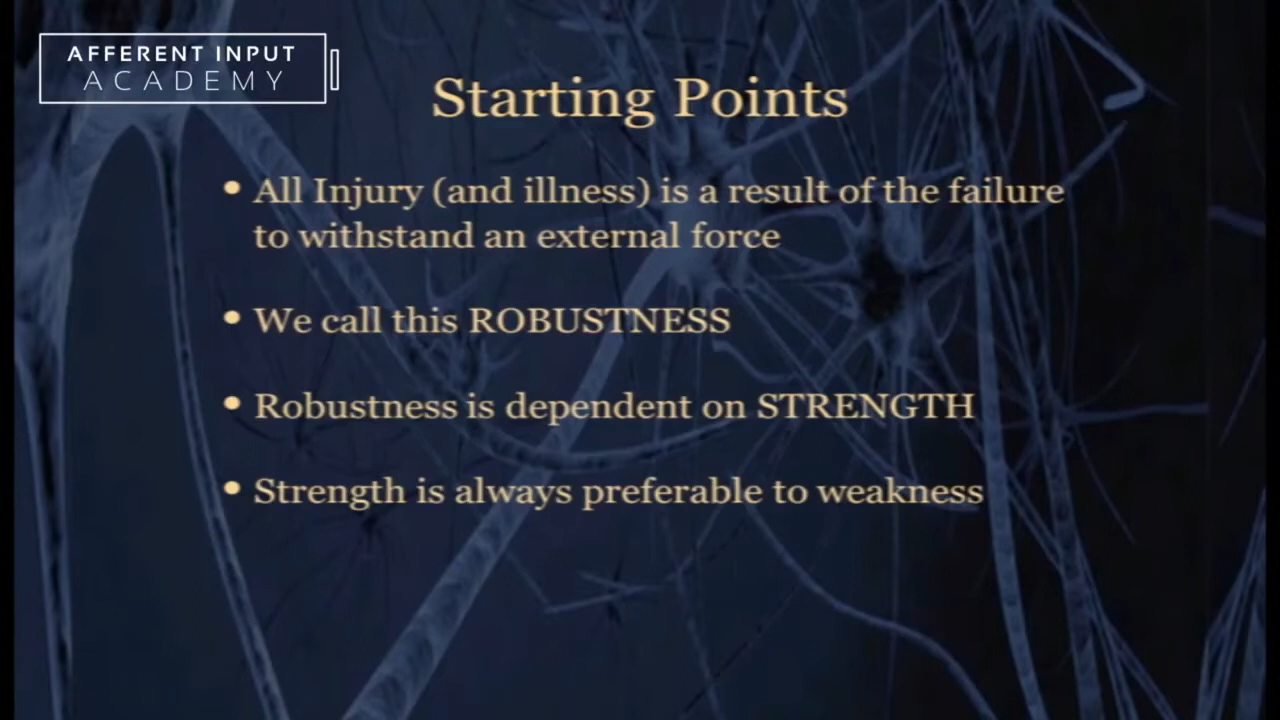 AFFERENT INPUT
ACADEMY
Starting Points
• All Injury (and illness) is a result of the failure
to withstand an external force
• We call this ROBUSTNESS
• Robustness is dependent on STRENGTH
• Strength is always preferable to weakness